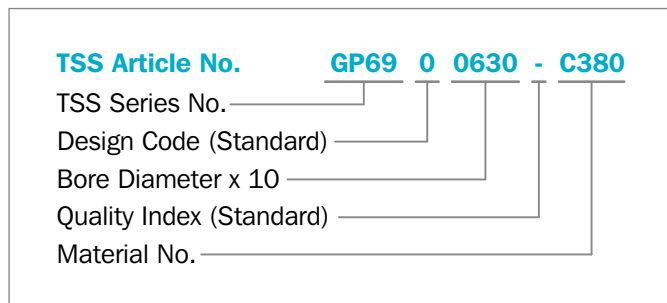 TSS Article No. GP69 0 0630 - C380
TSS Series No.
Design Code (Standard)
Bore Diameter x 10
Quality Index (Standard)
Material No.